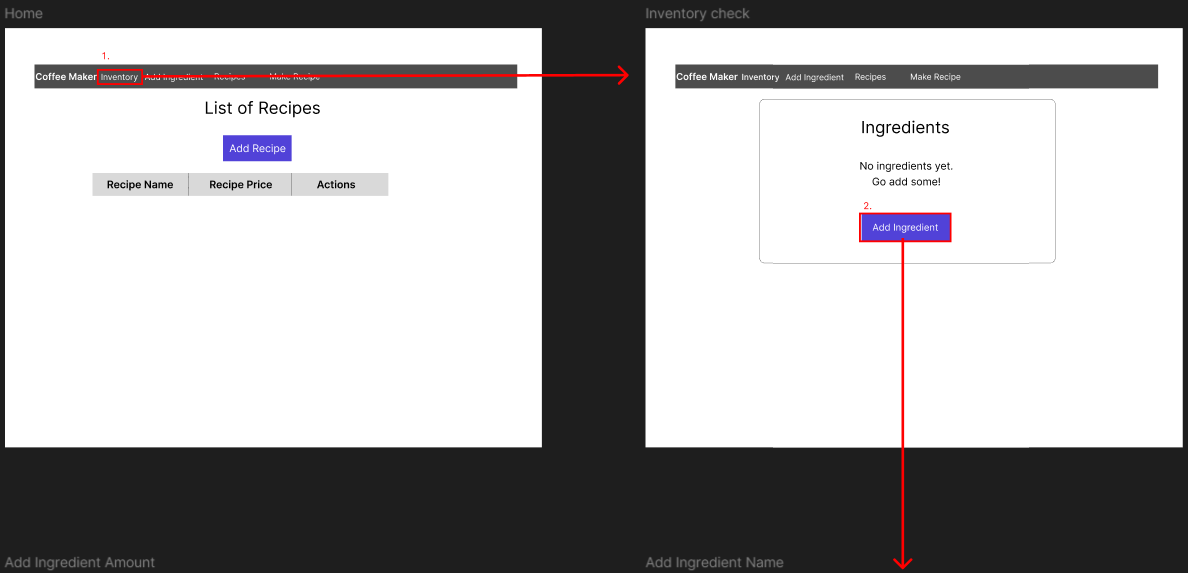 Home
1.
Coffee Maker Inventory Add Ingredient Recipes Make Recipe
List of Recipes
Add Recipe
Recipe Name Recipe Price Actions
Inventory check
Coffee Maker Inventory Add Ingredient Recipes Make Recipe
Ingredients
No ingredients yet.
Go add some!
2.
Add Ingredient
Add Ingredient Amount
Add Ingredient Name